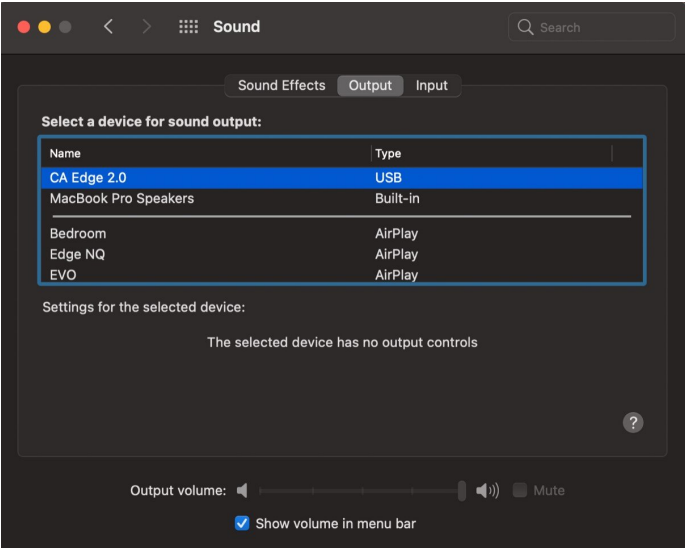 Sound
Search
Sound Effects Output Input
Select a device for sound output:
Name Type
CA Edge 2.0 USB
MacBook Pro Speakers Built-in
Bedroom AirPlay
Edge NQ AirPlay
EVO AirPlay
Settings for the selected device:
The selected device has no output controls
?
Output volume: Mute
Show volume in menu bar